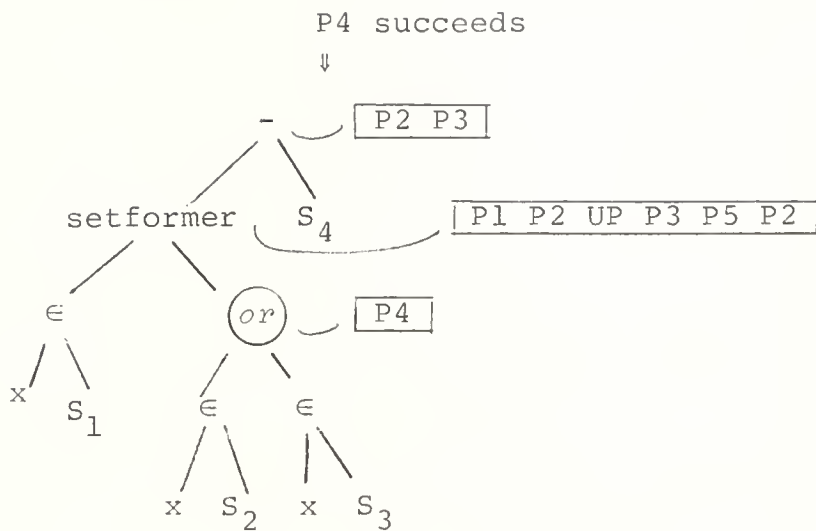 P4 succeeds
⇓
- P2 P3
setformer S4 P1 P2 UP P3 P5 P2
∈ or P4
x S1 ∈ ∈
x S2 x S3